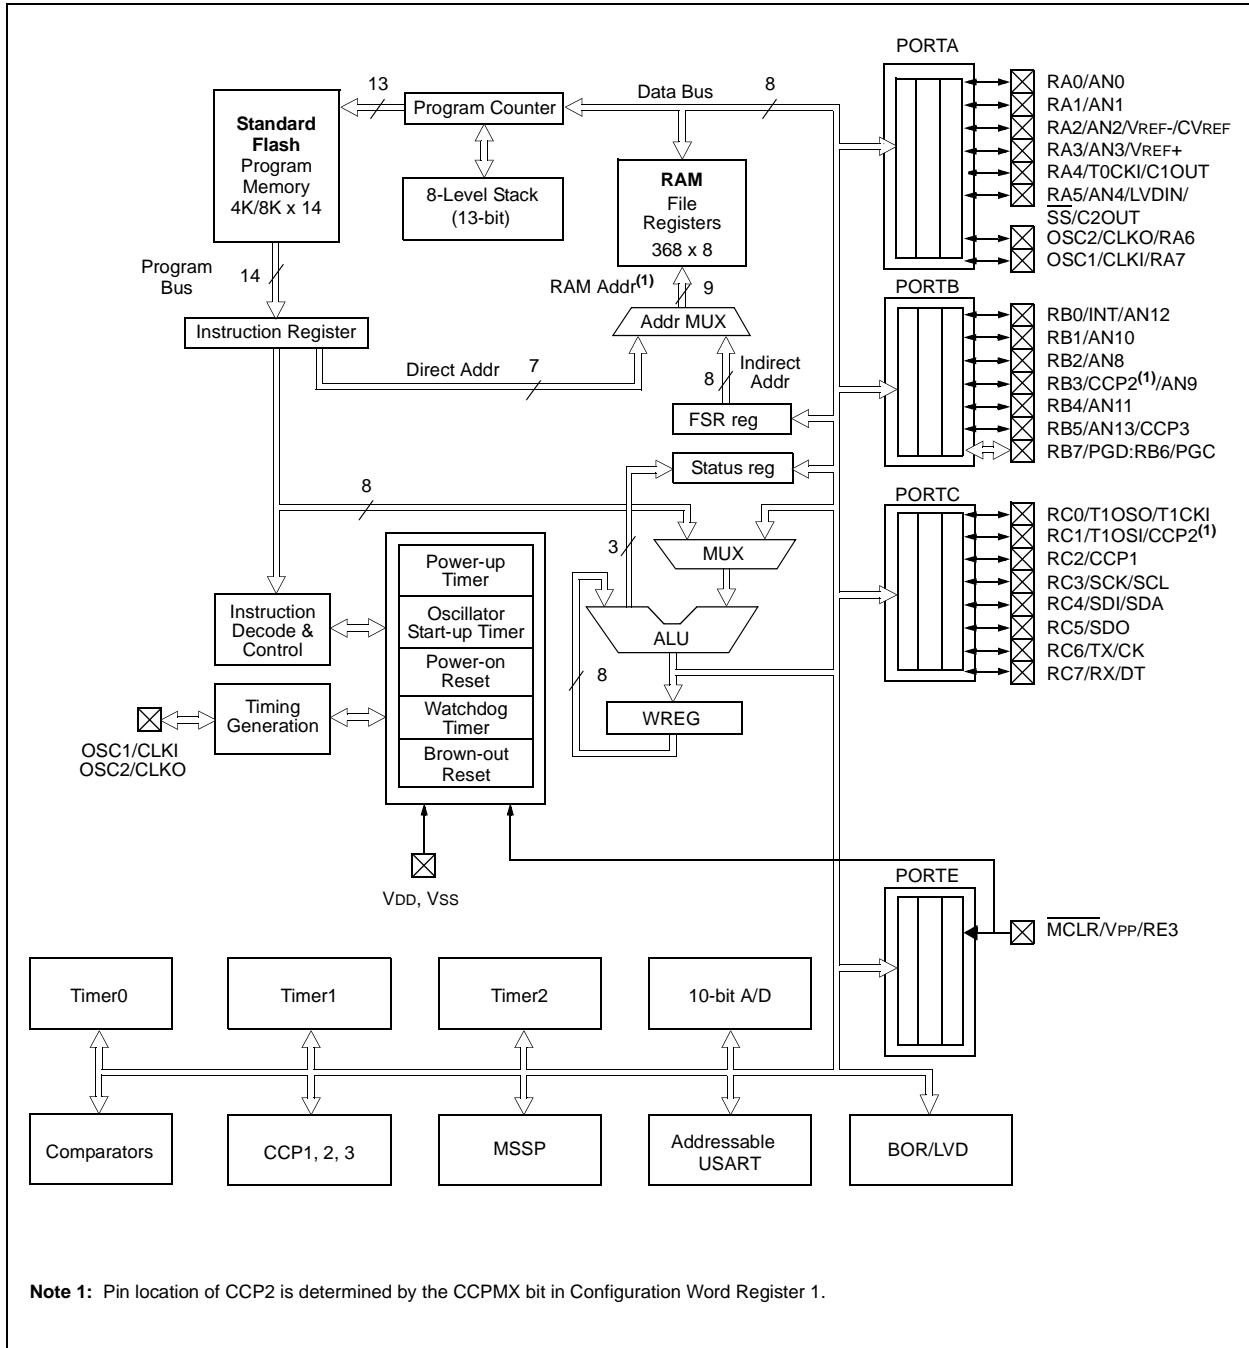 PORTA
13
Data Bus
8
Standard
Flash
Program
Memory
4K/8K x 14
Program Counter
8-Level Stack
(13-bit)
RAM
File
Registers
368 x 8
RA0/AN0
RA1/AN1
RA2/AN2/VREF-/CVREF
RA3/AN3/VREF+
RA4/T0CKI/C1OUT
RA5/AN4/LVDIN/
SS/C2OUT
OSC2/CLKO/RA6
OSC1/CLKI/RA7
Program
Bus
14
RAM Addr(1)
9
PORTB
Instruction Register
Addr MUX
Direct Addr
7
8
Indirect
Addr
FSR reg
Status reg
RB0/INT/AN12
RB1/AN10
RB2/AN8
RB3/CCP2(1)/AN9
RB4/AN11
RB5/AN13/CCP3
RB7/PGD:RB6/PGC
8
PORTC
3
MUX
RC0/T1OSO/T1CKI
RC1/T1OSI/CCP2(1)
RC2/CCP1
RC3/SCK/SCL
RC4/SDI/SDA
RC5/SDO
RC6/TX/CK
RC7/RX/DT
Power-up
Timer
Oscillator
Start-up Timer
Power-on
Reset
Watchdog
Timer
Brown-out
Reset
Instruction
Decode &
Control
ALU
8
WREG
Timing
Generation
OSC1/CLKI
OSC2/CLKO
VDD, VSS
PORTE
MCLR/VPP/RE3
Timer0
Timer1
Timer2
10-bit A/D
Comparators
CCP1, 2, 3
MSSP
Addressable
USART
BOR/LVD
Note 1: Pin location of CCP2 is determined by the CCPMX bit in Configuration Word Register 1.